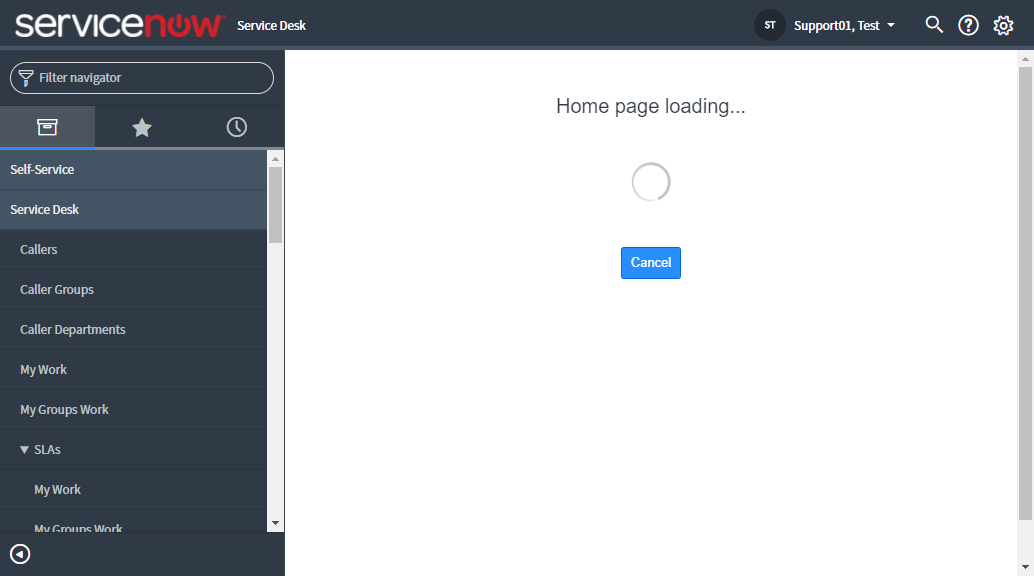 servicenow Service Desk
ST Support01, Test
Filter navigator
Self-Service
Service Desk
Callers
Caller Groups
Caller Departments
My Work
My Groups Work
SLAs
My Work
My Groups Work
Home page loading...
Cancel